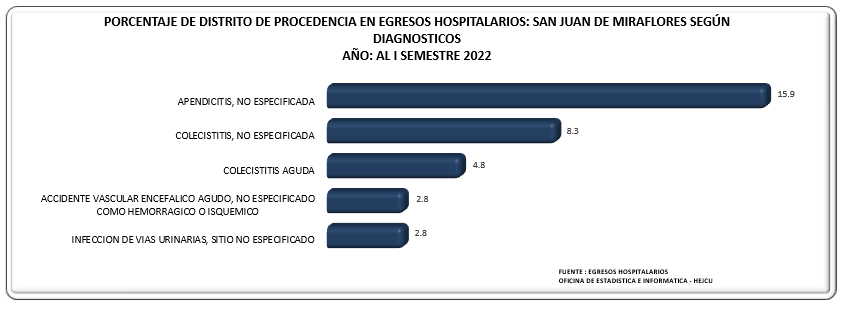 PORCENTAJE DE DISTRITO DE PROCEDENCIA EN EGRESOS HOSPITALARIOS: SAN JUAN DE MIRAFLORES SEGÚN
DIAGNOSTICOS
AÑO: AL I SEMESTRE 2022
APENDICITIS, NO ESPECIFICADA
15.9
COLECISTITIS, NO ESPECIFICADA
8.3
COLECISTITIS AGUDA
4.8
ACCIDENTE VASCULAR ENCEFALICO AGUDO, NO ESPECIFICADO
COMO HEMORRAGICO O ISQUEMICO
2.8
INFECCION DE VIAS URINARIAS, SITIO NO ESPECIFICADO
2.8
FUENTE : EGRESOS HOSPITALARIOS
OFICINA DE ESTADISTICA E INFORMATICA - HEJCU